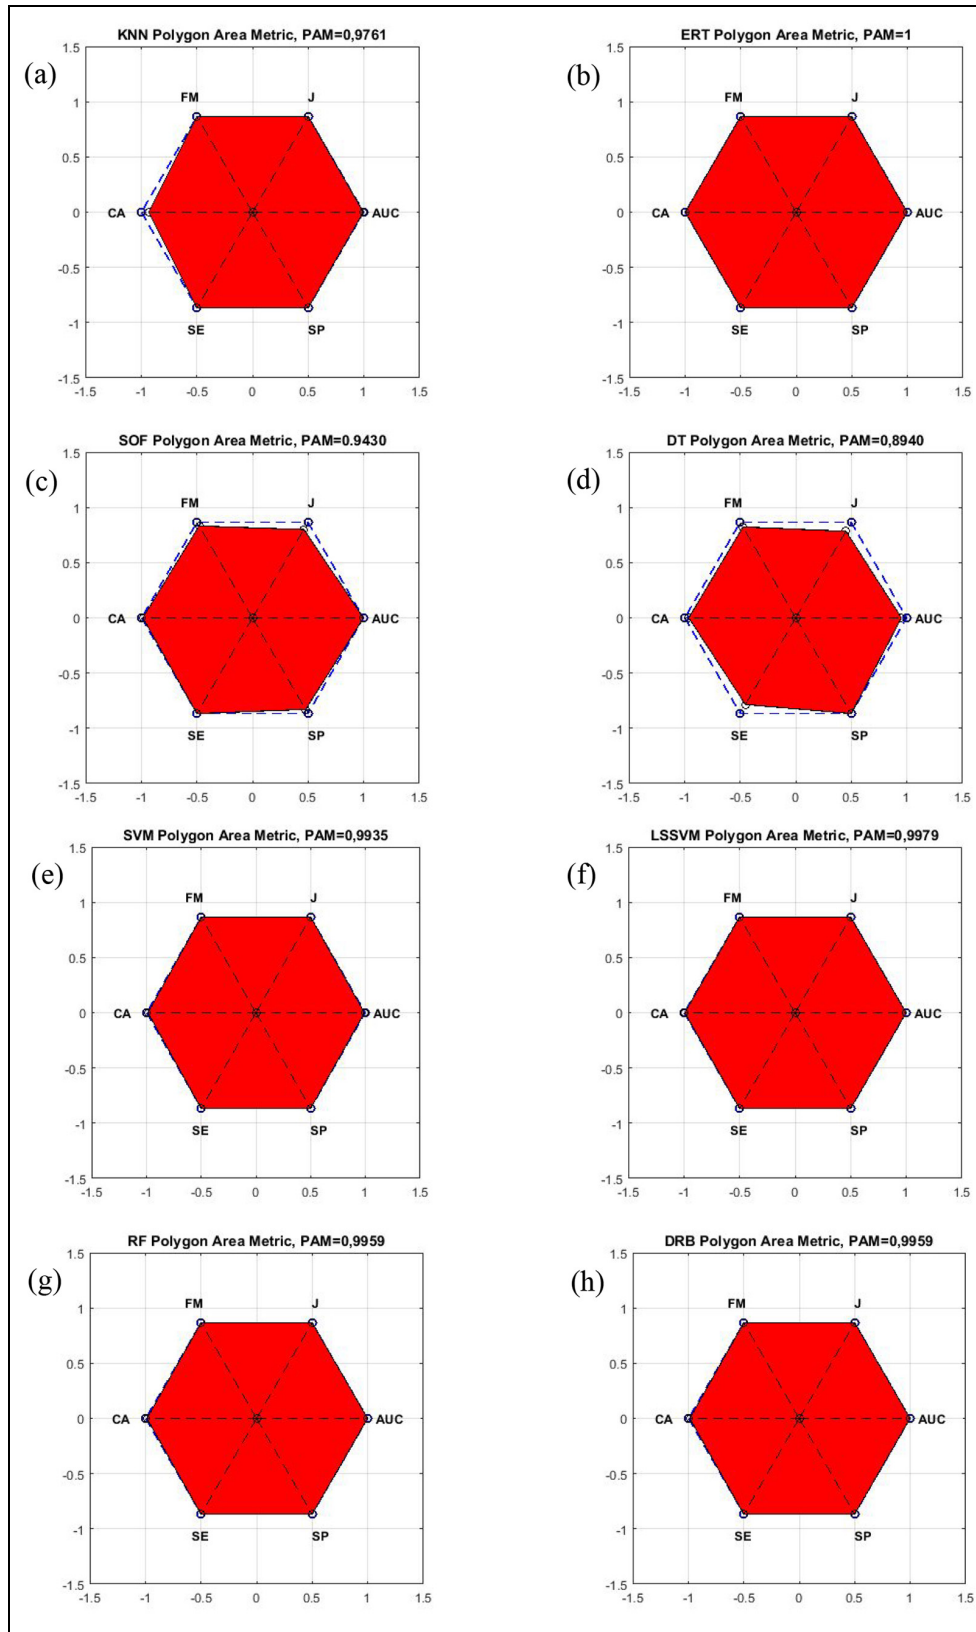 KNN Polygon Area Metric, PAM=0,9761
(a)
1.5
1
0.5
0
-0.5
-1
-1.5
FM J
CA AUC
SE SP
-1.5 -1 -0.5 0 0.5 1 1.5
ERT Polygon Area Metric, PAM=1
(b)
1.5
1
0.5
0
-0.5
-1
-1.5
FM J
CA AUC
SE SP
-1.5 -1 -0.5 0 0.5 1 1.5
SOF Polygon Area Metric, PAM=0.9430
(c)
1.5
1
0.5
0
-0.5
-1
-1.5
FM J
CA AUC
SE SP
-1.5 -1 -0.5 0 0.5 1 1.5
DT Polygon Area Metric, PAM=0,8940
(d)
1.5
1
0.5
0
-0.5
-1
-1.5
FM J
CA AUC
SE SP
-1.5 -1 -0.5 0 0.5 1 1.5
SVM Polygon Area Metric, PAM=0,9935
(e)
1.5
1
0.5
0
-0.5
-1
-1.5
FM J
CA AUC
SE SP
-1.5 -1 -0.5 0 0.5 1 1.5
LSSVM Polygon Area Metric, PAM=0,9979
(f)
1.5
1
0.5
0
-0.5
-1
-1.5
FM J
CA AUC
SE SP
-1.5 -1 -0.5 0 0.5 1 1.5
RF Polygon Area Metric, PAM=0,9959
(g)
1.5
1
0.5
0
-0.5
-1
-1.5
FM J
CA AUC
SE SP
-1.5 -1 -0.5 0 0.5 1 1.5
DRB Polygon Area Metric, PAM=0,9959
(h)
1.5
1
0.5
0
-0.5
-1
-1.5
FM J
CA AUC
SE SP
-1.5 -1 -0.5 0 0.5 1 1.5